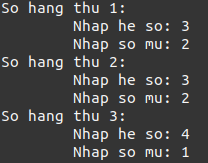 So hang thu 1:
Nhap he so: 3
Nhap so mu: 2
So hang thu 2:
Nhap he so: 3
Nhap so mu: 2
So hang thu 3:
Nhap he so: 4
Nhap so mu: 1